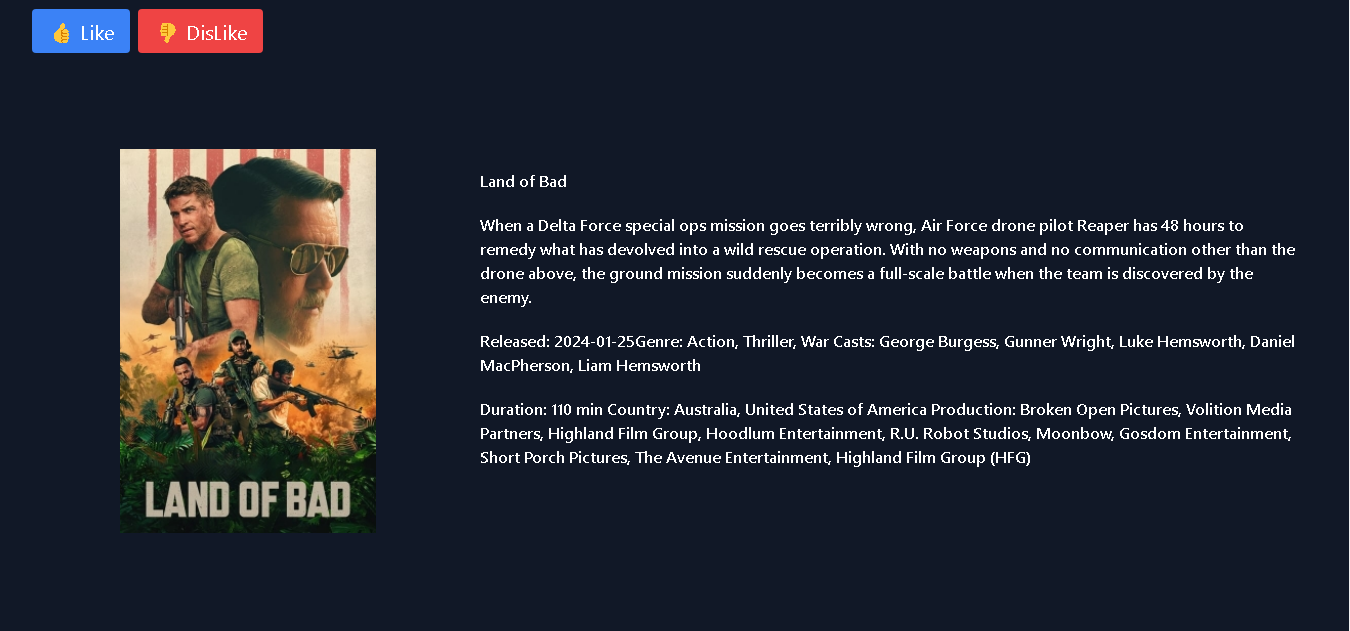 👍 Like
👎 DisLike
Land of Bad
When a Delta Force special ops mission goes terribly wrong, Air Force drone pilot Reaper has 48 hours to
remedy what has devolved into a wild rescue operation. With no weapons and no communication other than the
drone above, the ground mission suddenly becomes a full-scale battle when the team is discovered by the
enemy.
Released: 2024-01-25Genre: Action, Thriller, War Casts: George Burgess, Gunner Wright, Luke Hemsworth, Daniel
MacPherson, Liam Hemsworth
Duration: 110 min Country: Australia, United States of America Production: Broken Open Pictures, Volition Media
Partners, Highland Film Group, Hoodlum Entertainment, R.U. Robot Studios, Moonbow, Gosdom Entertainment,
Short Porch Pictures, The Avenue Entertainment, Highland Film Group (HFG)
LAND OF BAD